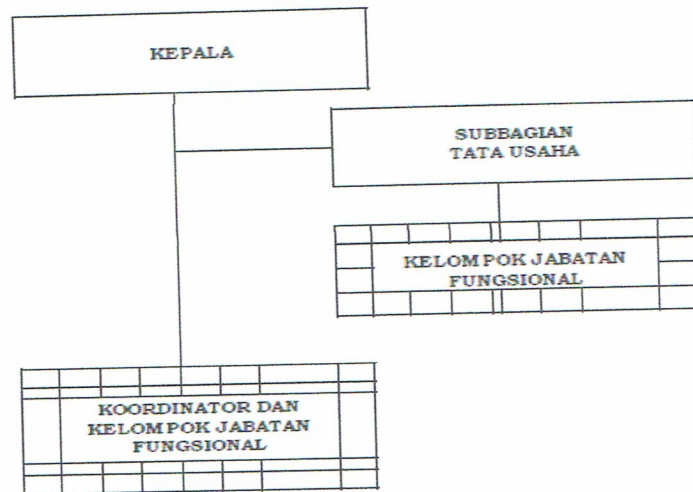 KEPALA
SUBBAGIAN
TATA USAHA
KELOMPOK JABATAN
FUNGSIONAL
KOORDINATOR DAN
KELOMPOK JABATAN
FUNGSIONAL